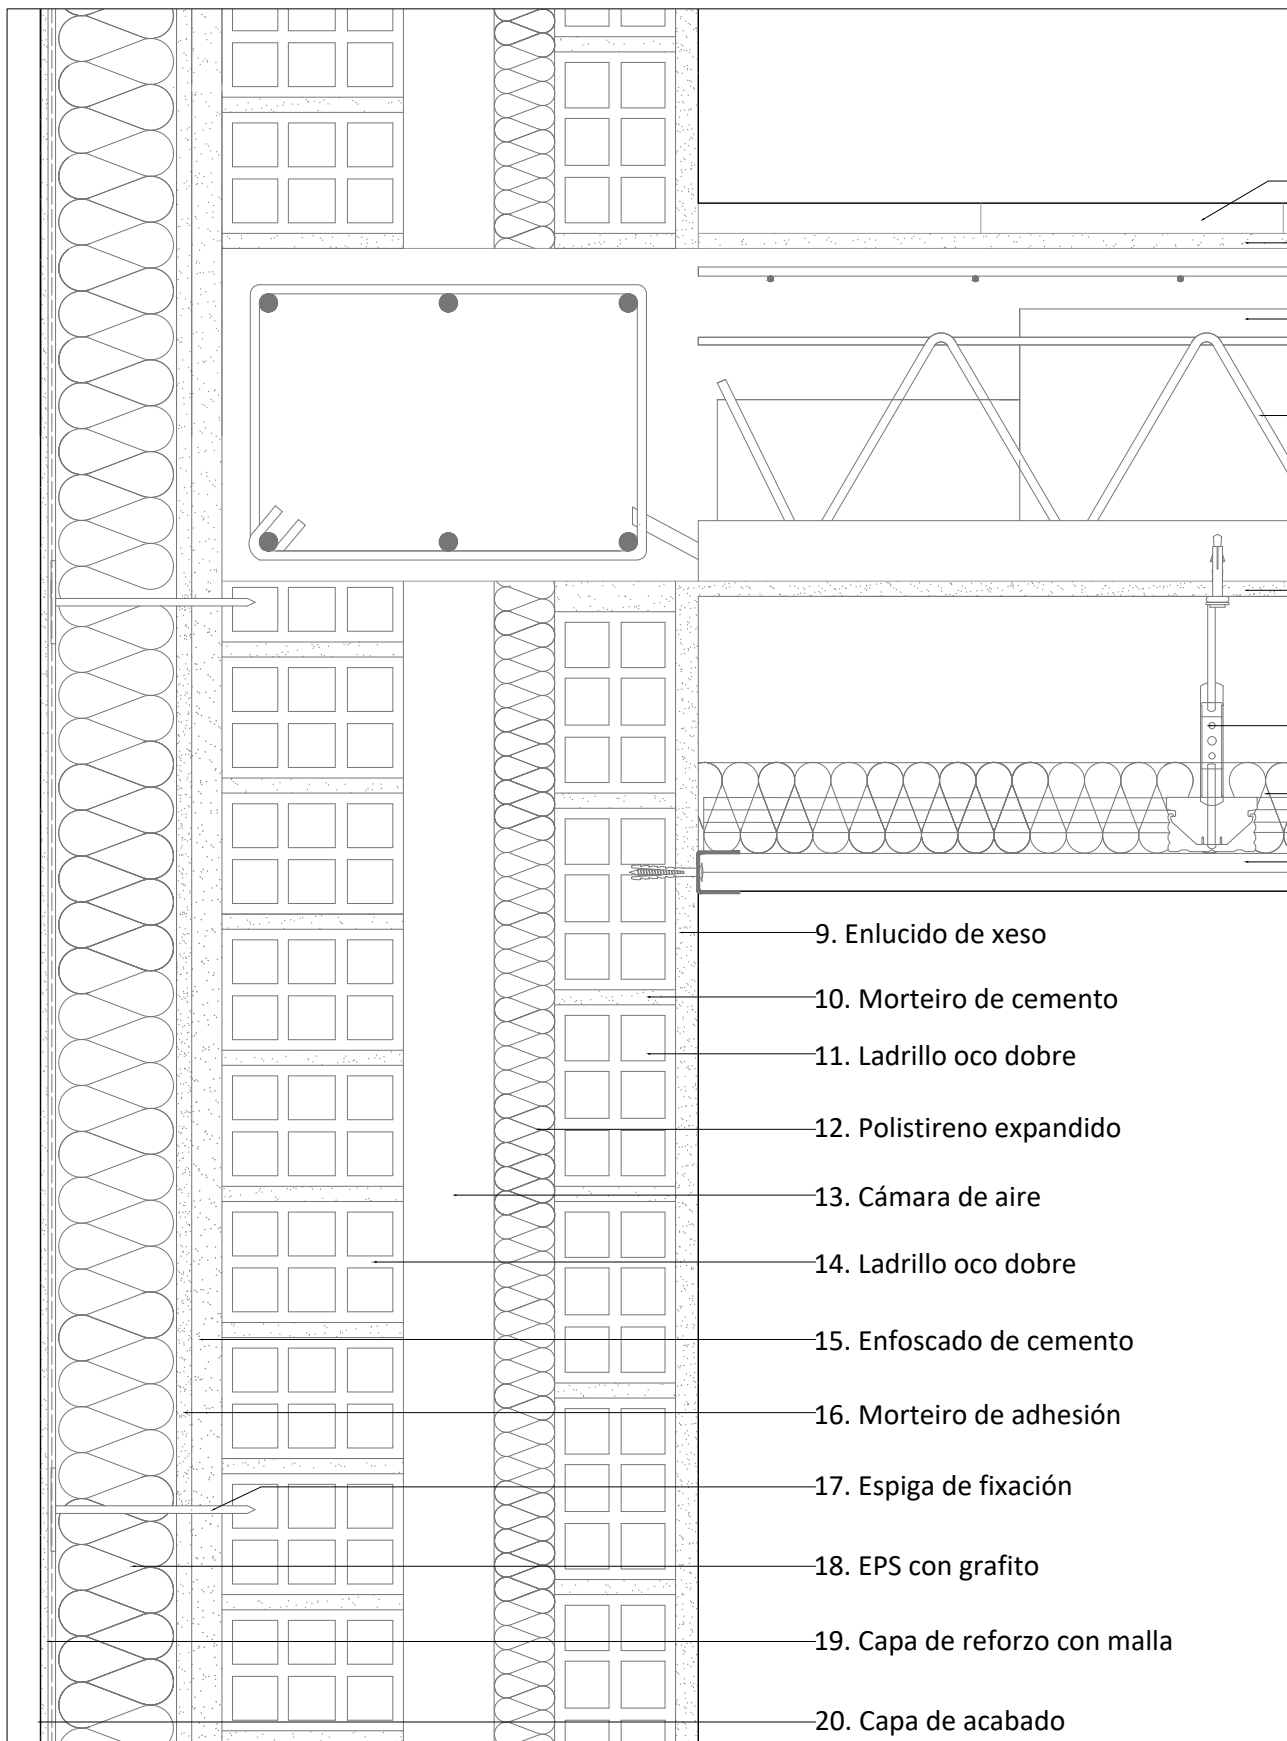 9. Enlucido de xeso
10. Morteiro de cemento
11. Ladrillo oco dobre
12. Polistireno expandido
13. Cámara de aire
14. Ladrillo oco dobre
15. Enfoscado de cemento
16. Morteiro de adhesión
17. Espiga de fixación
18. EPS con grafito
19. Capa de reforzo con malla
20. Capa de acabado